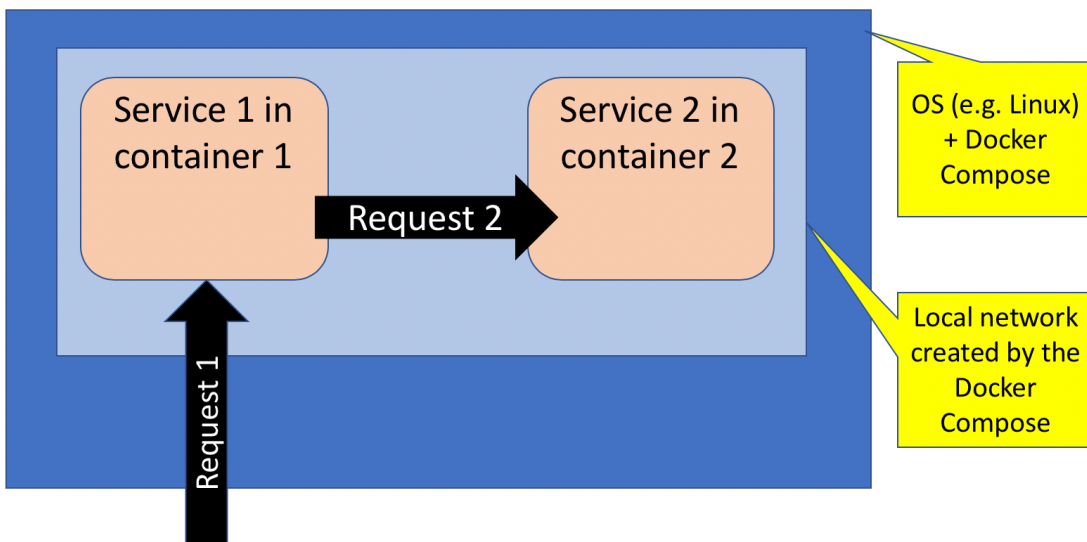 Service 1 in
container 1
Service 2 in
container 2
Request 2
Request 1
OS (e.g. Linux)
+ Docker
Compose
Local network
created by the
Docker
Compose